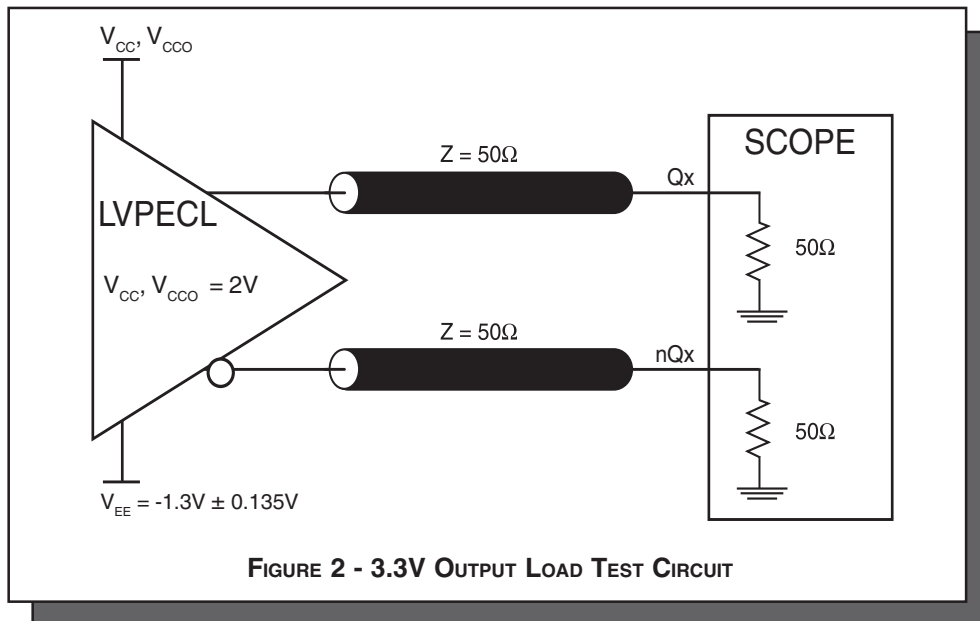 VCC, VCCO
LVPECL
VCC, VCCO = 2V
VEE = -1.3V ± 0.135V
Z = 50Ω
Z = 50Ω
Qx
nQx
SCOPE
50Ω
50Ω
FIGURE 2 - 3.3V OUTPUT LOAD TEST CIRCUIT